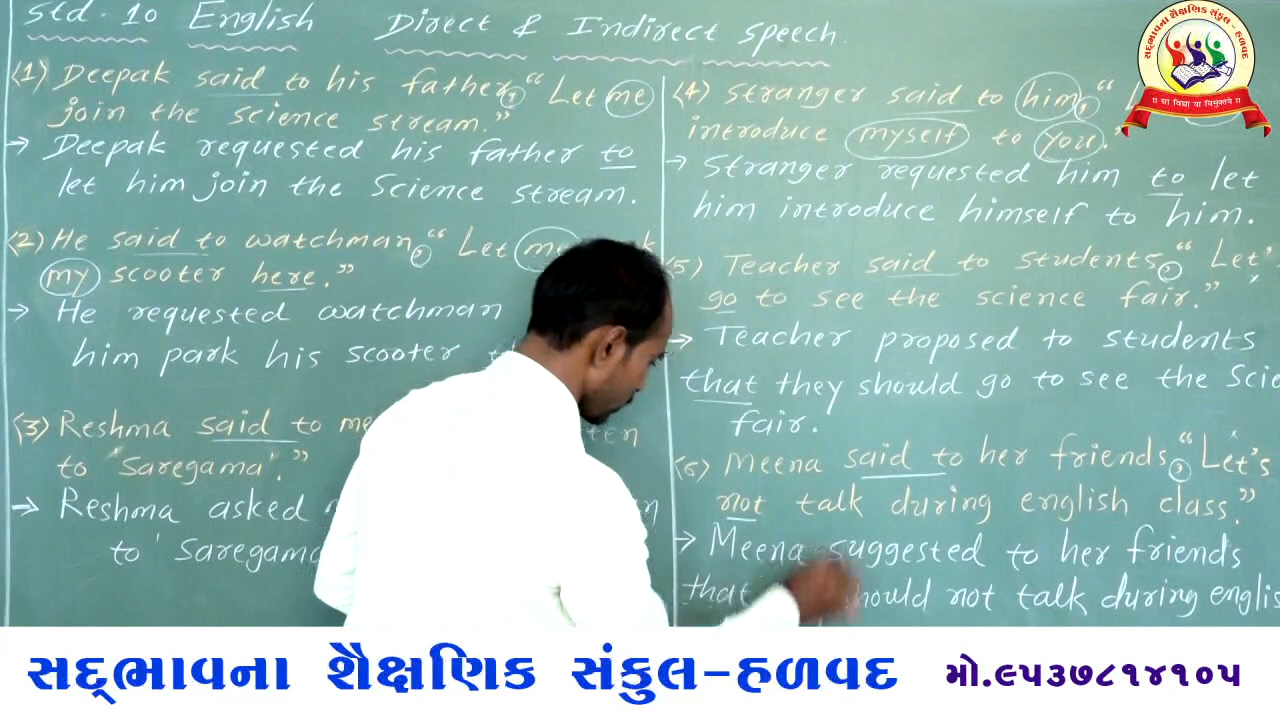 Std. 10 English Direct & Indirect speech.
(1) Deepak said to his father, "Let me
join the science stream."
→ Deepak requested his father to
let him join the Science stream.
(2) He said to watchman, "Let me
my scooter here."
→ He requested watchman
him park his scooter
(3) Reshma said to me
to 'Saregama'."
→ Reshma asked
to 'Saregama
(4) Stranger said to him, "
introduce myself to you."
→ Stranger requested him to let
him introduce himself to him.
(5) Teacher said to students, "Let's
go to see the science fair."
→ Teacher proposed to students
that they should go to see the Scie
fair.
(6) Meena said to her friends, "Let's
not talk during english class."
→ Meena suggested to her friends
that should not talk during englis
સદ્ભાવના શૈક્ષણિક સંકુલ - હળવદ
॥ सा विद्या या विमुक्तये ॥
સદ્ભાવના શૈક્ષણિક સંકુલ-હળવદ મો.૯૫૩૭૮૧૪૧૦૫